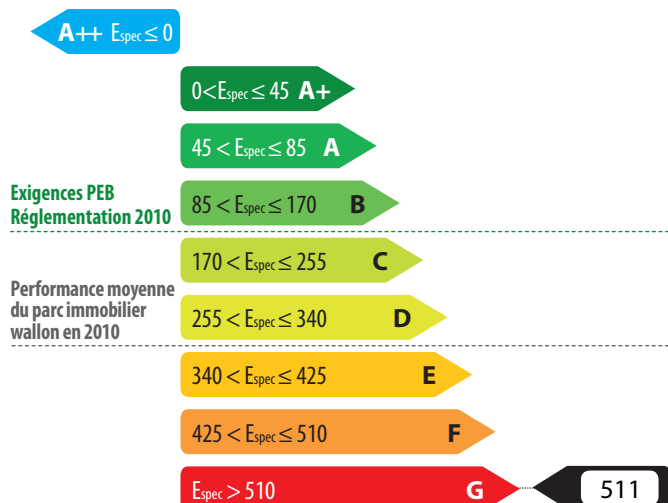 A++ Espec ≤ 0
0<Espec ≤ 45 A+
45 < Espec ≤ 85 A
Exigences PEB
Réglementation 2010
85 < Espec ≤ 170 B
170 < Espec ≤ 255 C
Performance moyenne
du parc immobilier
wallon en 2010
255 < Espec ≤ 340 D
340 < Espec ≤ 425 E
425 < Espec ≤ 510 F
Espec > 510 G
511